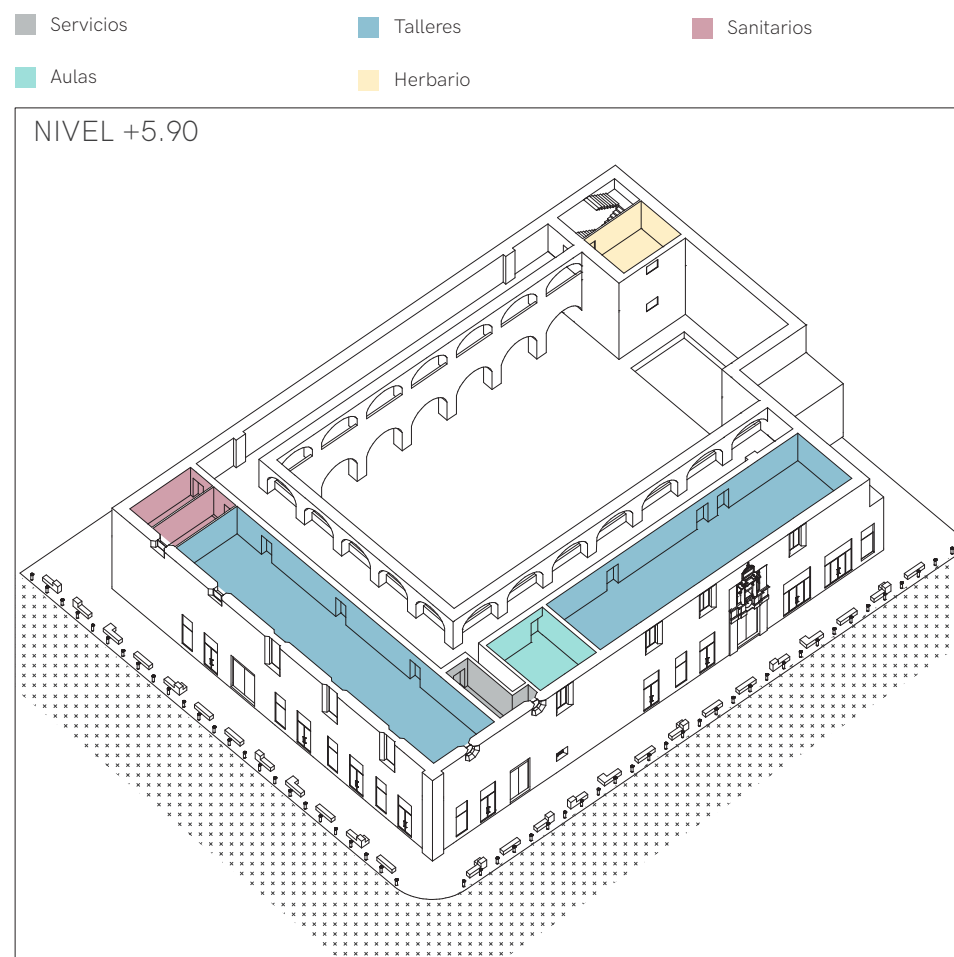 Servicios
Talleres
Sanitarios
Aulas
Herbario
NIVEL +5.90